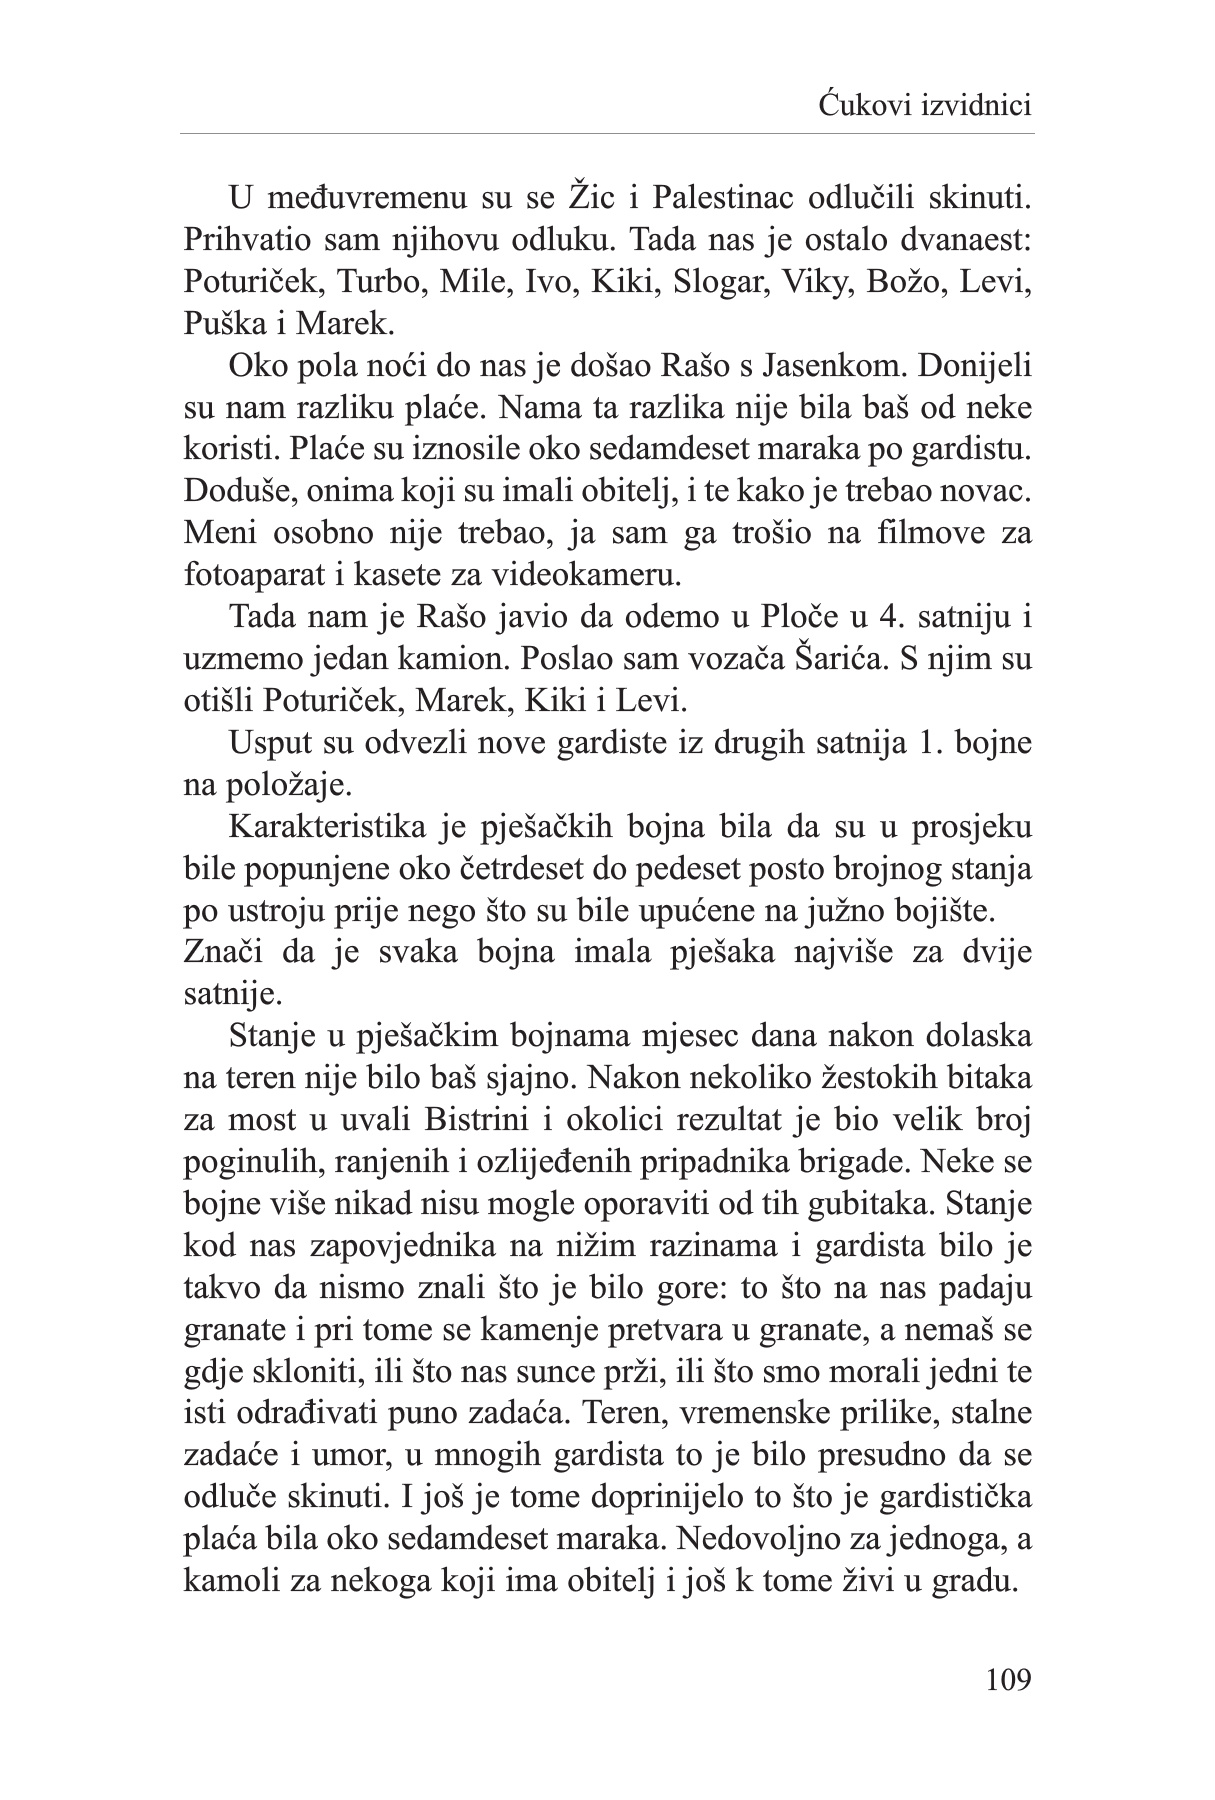 Ćukovi izvidnici
U međuvremenu su se Žic i Palestinac odlučili skinuti.
Prihvatio sam njihovu odluku. Tada nas je ostalo dvanaest:
Poturiček, Turbo, Mile, Ivo, Kiki, Slogar, Viky, Božo, Levi,
Puška i Marek.
Oko pola noći do nas je došao Rašo s Jasenkom. Donijeli
su nam razliku plaće. Nama ta razlika nije bila baš od neke
koristi. Plaće su iznosile oko sedamdeset maraka po gardistu.
Doduše, onima koji su imali obitelj, i te kako je trebao novac.
Meni osobno nije trebao, ja sam ga trošio na filmove za
fotoaparat i kasete za videokameru.
Tada nam je Rašo javio da odemo u Ploče u 4. satniju i
uzmemo jedan kamion. Poslao sam vozača Šarića. S njim su
otišli Poturiček, Marek, Kiki i Levi.
Usput su odvezli nove gardiste iz drugih satnija 1. bojne
na položaje.
Karakteristika je pješačkih bojna bila da su u prosjeku
bile popunjene oko četrdeset do pedeset posto brojnog stanja
po ustroju prije nego što su bile upućene na južno bojište.
Znači da je svaka bojna imala pješaka najviše za dvije
satnije.
Stanje u pješačkim bojnama mjesec dana nakon dolaska
na teren nije bilo baš sjajno. Nakon nekoliko žestokih bitaka
za most u uvali Bistrini i okolici rezultat je bio velik broj
poginulih, ranjenih i ozlijeđenih pripadnika brigade. Neke se
bojne više nikad nisu mogle oporaviti od tih gubitaka. Stanje
kod nas zapovjednika na nižim razinama i gardista bilo je
takvo da nismo znali što je bilo gore: to što na nas padaju
granate i pri tome se kamenje pretvara u granate, a nemaš se
gdje skloniti, ili što nas sunce prži, ili što smo morali jedni te
isti odrađivati puno zadaća. Teren, vremenske prilike, stalne
zadaće i umor, u mnogih gardista to je bilo presudno da se
odluče skinuti. I još je tome doprinijelo to što je gardistička
plaća bila oko sedamdeset maraka. Nedovoljno za jednoga, a
kamoli za nekoga koji ima obitelj i još k tome živi u gradu.
109